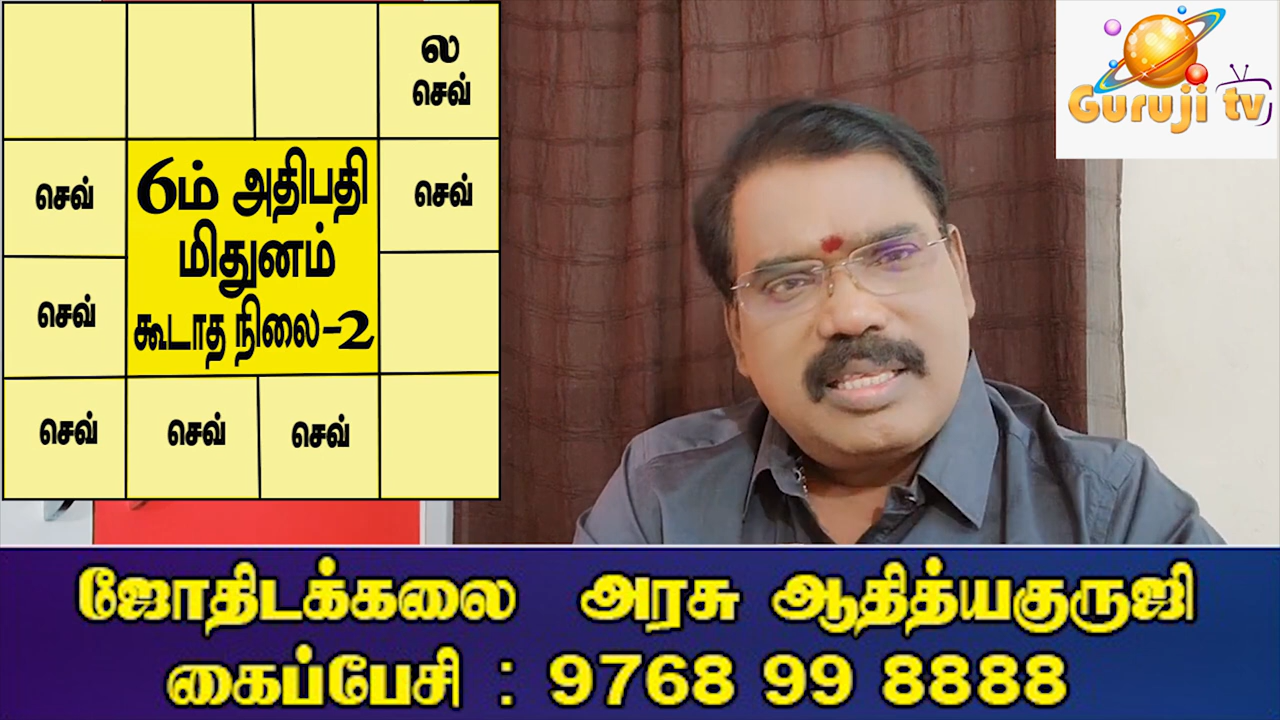 ல
செவ்
செவ்
செவ்
செவ்
செவ்
செவ்
செவ்
6ம் அதிபதி
மிதுனம்
கூடாத நிலை-2
Guruji tv
ஜோதிடக்கலை அரசு ஆதித்யகுருஜி
கைப்பேசி : 9768 99 8888